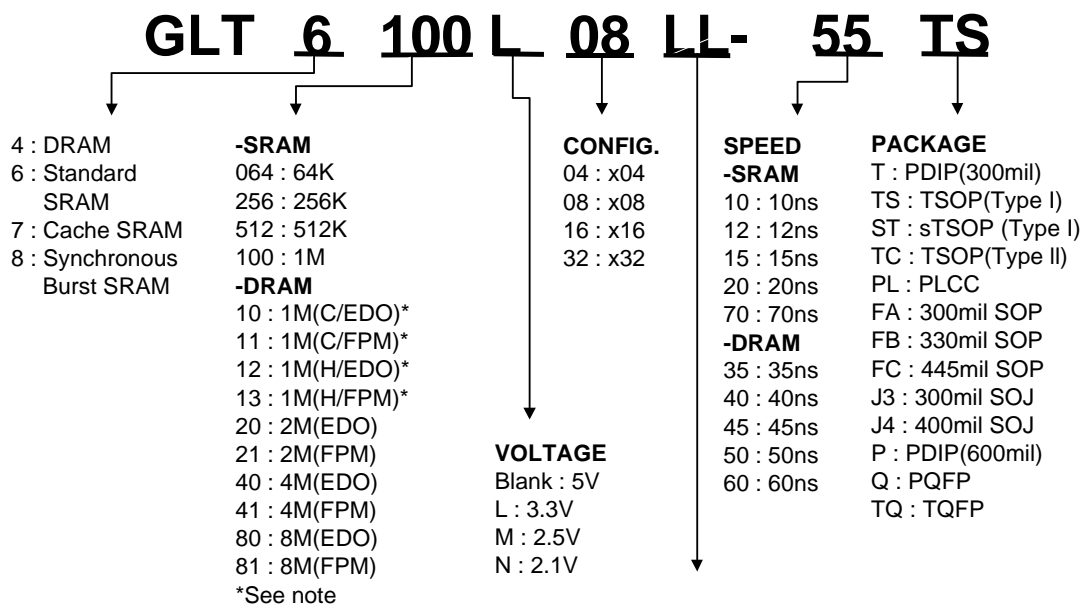 GLT 6 100 L 08 LL- 55 TS
4 : DRAM
6 : Standard
SRAM
7 : Cache SRAM
8 : Synchronous
Burst SRAM
-SRAM
064 : 64K
256 : 256K
512 : 512K
100 : 1M
-DRAM
10 : 1M(C/EDO)*
11 : 1M(C/FPM)*
12 : 1M(H/EDO)*
13 : 1M(H/FPM)*
20 : 2M(EDO)
21 : 2M(FPM)
40 : 4M(EDO)
41 : 4M(FPM)
80 : 8M(EDO)
81 : 8M(FPM)
*See note
VOLTAGE
Blank : 5V
L : 3.3V
M : 2.5V
N : 2.1V
CONFIG.
04 : x04
08 : x08
16 : x16
32 : x32
SPEED
-SRAM
10 : 10ns
12 : 12ns
15 : 15ns
20 : 20ns
70 : 70ns
-DRAM
35 : 35ns
40 : 40ns
45 : 45ns
50 : 50ns
60 : 60ns
PACKAGE
T : PDIP(300mil)
TS : TSOP(Type I)
ST : sTSOP (Type I)
TC : TSOP(Type ll)
PL : PLCC
FA : 300mil SOP
FB : 330mil SOP
FC : 445mil SOP
J3 : 300mil SOJ
J4 : 400mil SOJ
P : PDIP(600mil)
Q : PQFP
TQ : TQFP